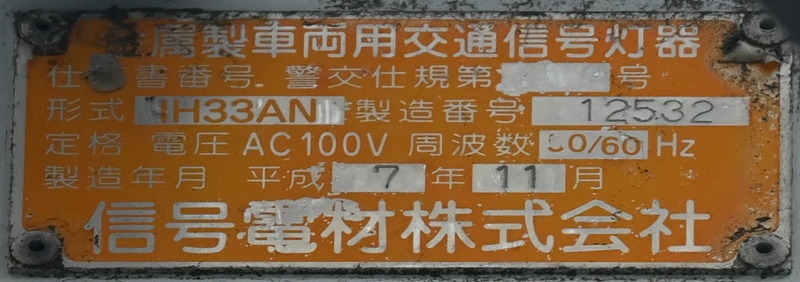 金属製車両用交通信号灯器
仕 書番号 警交仕規第 号
形式 H33AN 製造番号 12532
定格 電圧 AC100V 周波数 50/60 Hz
製造年月 平成 7 年 11 月
信号電材株式会社